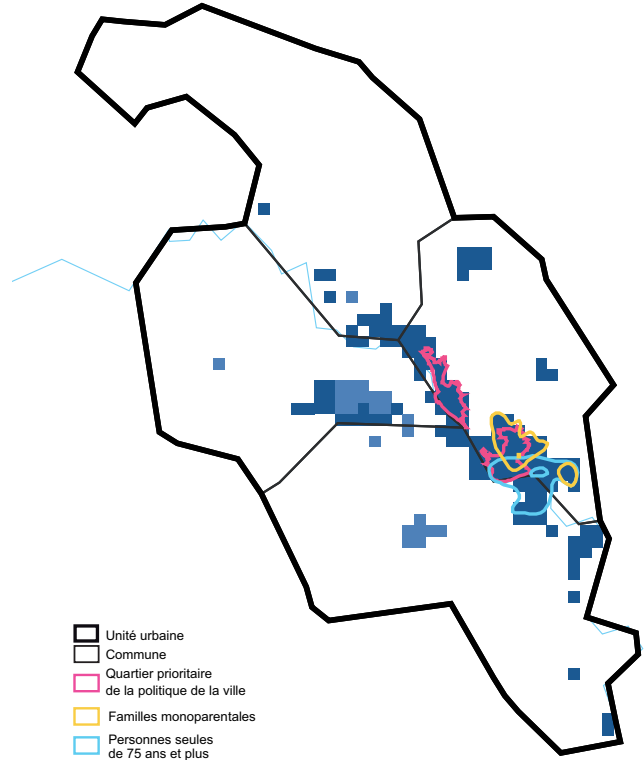 Unité urbaine
Commune
Quartier prioritaire
de la politique de la ville
Familles monoparentales
Personnes seules
de 75 ans et plus